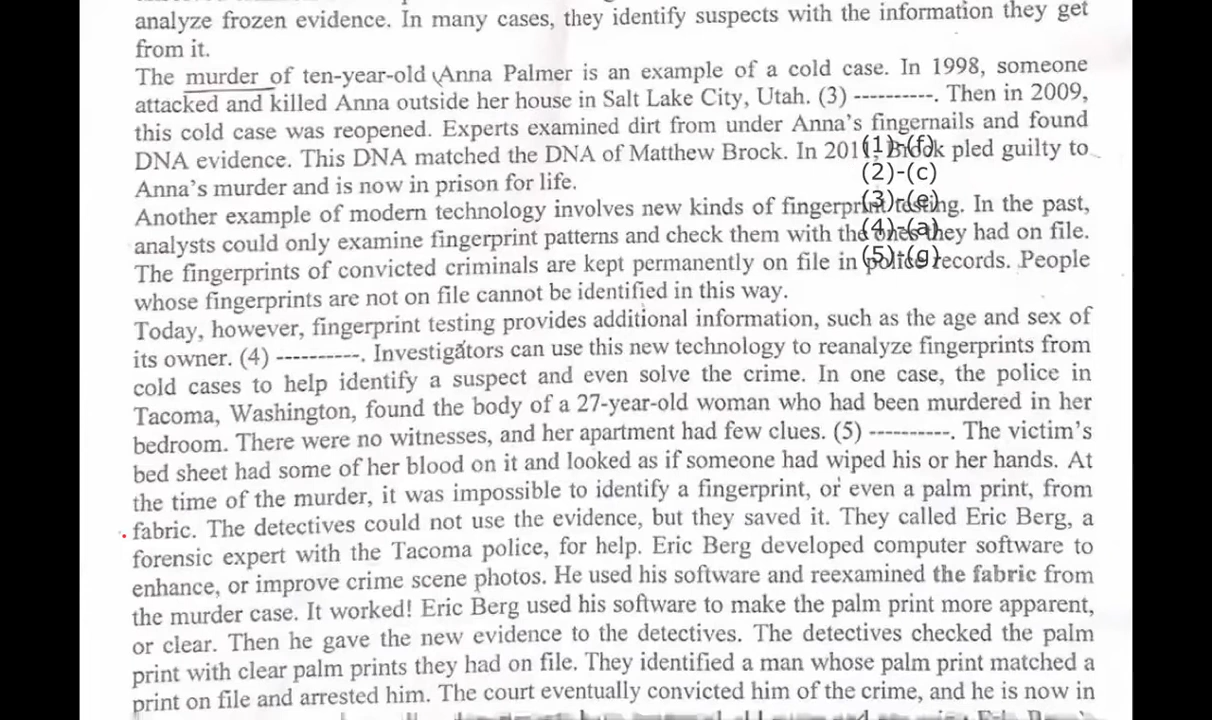 analyze frozen evidence. In many cases, they identify suspects with the information they get
from it.
The murder of ten-year-old Anna Palmer is an example of a cold case. In 1998, someone
attacked and killed Anna outside her house in Salt Lake City, Utah. (3) ----------. Then in 2009,
this cold case was reopened. Experts examined dirt from under Anna's fingernails and found
DNA evidence. This DNA matched the DNA of Matthew Brock. In 2011, Brock pled guilty to
(1)-(f)
(2)-(c)
Anna's murder and is now in prison for life.
(3)-(e)
Another example of modern technology involves new kinds of fingerprint testing. In the past,
(4)-(a)
analysts could only examine fingerprint patterns and check them with the ones they had on file.
(5)-(g)
The fingerprints of convicted criminals are kept permanently on file in police records. People
whose fingerprints are not on file cannot be identified in this way.
Today, however, fingerprint testing provides additional information, such as the age and sex of
its owner. (4) ----------. Investigators can use this new technology to reanalyze fingerprints from
cold cases to help identify a suspect and even solve the crime. In one case, the police in
Tacoma, Washington, found the body of a 27-year-old woman who had been murdered in her
bedroom. There were no witnesses, and her apartment had few clues. (5) ----------. The victim's
bed sheet had some of her blood on it and looked as if someone had wiped his or her hands. At
the time of the murder, it was impossible to identify a fingerprint, or even a palm print, from
fabric. The detectives could not use the evidence, but they saved it. They called Eric Berg, a
forensic expert with the Tacoma police, for help. Eric Berg developed computer software to
enhance, or improve crime scene photos. He used his software and reexamined the fabric from
the murder case. It worked! Eric Berg used his software to make the palm print more apparent,
or clear. Then he gave the new evidence to the detectives. The detectives checked the palm
print with clear palm prints they had on file. They identified a man whose palm print matched a
print on file and arrested him. The court eventually convicted him of the crime, and he is now in